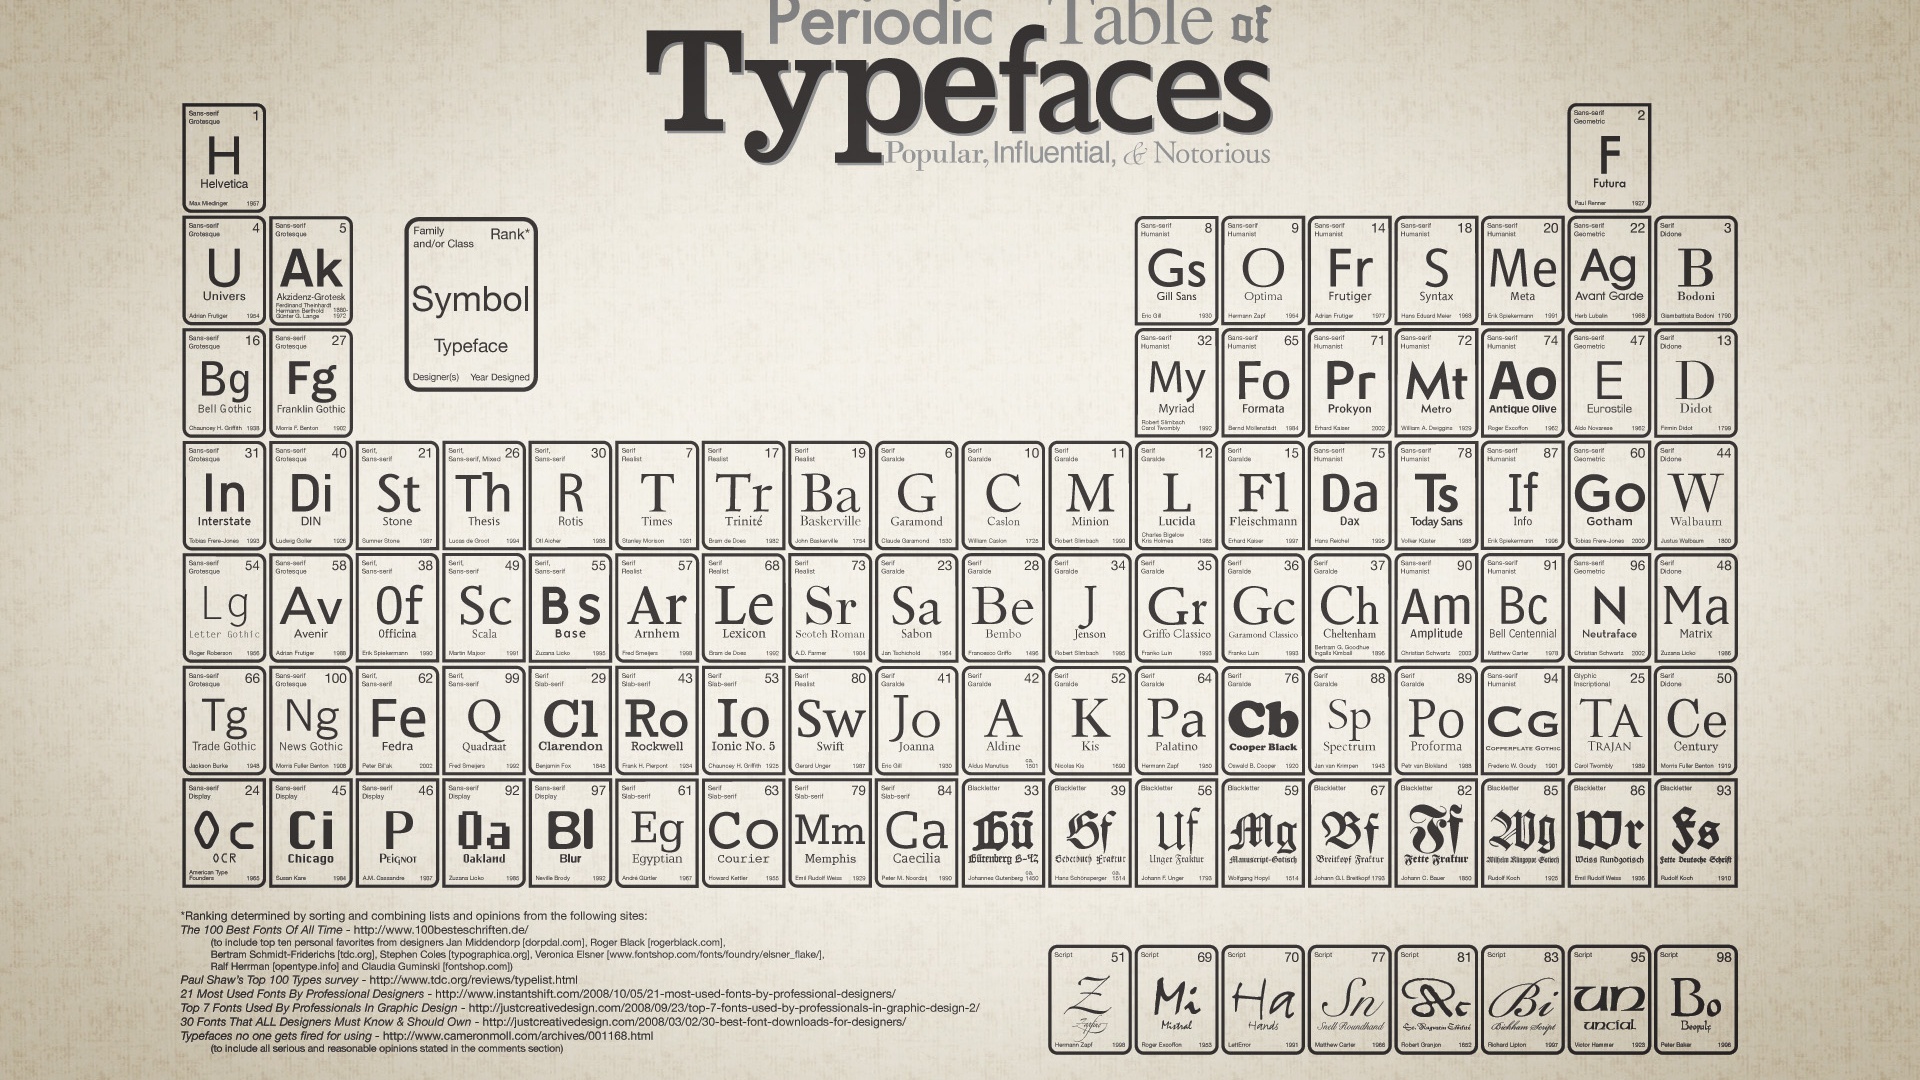 Periodic Table of
Typefaces
Popular, Influential, & Notorious
Sans-serif Grotesque 1
H
Helvetica
Max Miedinger 1957
Sans-serif Geometric 2
F
Futura
Paul Renner 1927
Sans-serif Grotesque 4
U
Univers
Adrian Frutiger 1954
Sans-serif Grotesque 5
Ak
Akzidenz-Grotesk
Ferdinand Theinhardt
Hermann Berthold 1880-
Günter G. Lange 1972
Family and/or Class Rank*
Symbol
Typeface
Designer(s) Year Designed
Sans-serif Humanist 8
Gs
Gill Sans
Eric Gill 1930
Sans-serif Humanist 9
O
Optima
Hermann Zapf 1954
Sans-serif Humanist 14
Fr
Frutiger
Adrian Frutiger 1977
Sans-serif Humanist 18
S
Syntax
Hans Eduard Meier 1968
Sans-serif Humanist 20
Me
Meta
Erik Spiekermann 1991
Sans-serif Geometric 22
Ag
Avant Garde
Herb Lubalin 1968
Serif Didone 3
B
Bodoni
Giambattista Bodoni 1790
Sans-serif Grotesque 16
Bg
Bell Gothic
Chauncey H. Griffith 1938
Sans-serif Grotesque 27
Fg
Franklin Gothic
Morris F. Benton 1902
Sans-serif Humanist 32
My
Myriad
Robert Slimbach
Carol Twombly 1992
Sans-serif Humanist 65
Fo
Formata
Bernd Möllenstädt 1984
Sans-serif Humanist 71
Pr
Prokyon
Erhard Kaiser 2002
Sans-serif Humanist 72
Mt
Metro
William A. Dwiggins 1929
Sans-serif Humanist 74
Ao
Antique Olive
Roger Excoffon 1962
Sans-serif Geometric 47
E
Eurostile
Aldo Novarese 1962
Serif Didone 13
D
Didot
Firmin Didot 1799
Sans-serif Grotesque 31
In
Interstate
Tobias Frere-Jones 1993
Sans-serif Grotesque 40
Di
DIN
Ludwig Goller 1926
Serif, Sans-serif 21
St
Stone
Sumner Stone 1987
Serif, Sans-serif, Mixed 26
Th
Thesis
Lucas de Groot 1994
Serif, Sans-serif 30
R
Rotis
Otl Aicher 1988
Serif Realist 7
T
Times
Stanley Morison 1931
Serif Realist 17
Tr
Trinité
Bram de Does 1982
Serif Realist 19
Ba
Baskerville
John Baskerville 1754
Serif Garalde 6
G
Garamond
Claude Garamond 1530
Serif Garalde 10
C
Caslon
William Caslon 1725
Serif Garalde 11
M
Minion
Robert Slimbach 1990
Serif Garalde 12
L
Lucida
Charles Bigelow
Kris Holmes 1985
Serif Garalde 15
Fl
Fleischmann
Erhard Kaiser 1997
Sans-serif Humanist 75
Da
Dax
Hans Reichel 1995
Sans-serif Humanist 78
Ts
Today Sans
Volker Küster 1988
Sans-serif Humanist 87
If
Info
Erik Spiekermann 1996
Sans-serif Geometric 60
Go
Gotham
Tobias Frere-Jones 2000
Serif Didone 44
W
Walbaum
Justus Walbaum 1800
Sans-serif Grotesque 54
Lg
Letter Gothic
Roger Roberson 1956
Sans-serif Grotesque 58
Av
Avenir
Adrian Frutiger 1988
Serif, Sans-serif 38
Of
Officina
Erik Spiekermann 1990
Serif, Sans-serif 49
Sc
Scala
Martin Majoor 1991
Serif, Sans-serif 55
Bs
Base
Zuzana Licko 1995
Serif Realist 57
Ar
Arnhem
Fred Smeijers 1998
Serif Realist 68
Le
Lexicon
Bram de Does 1992
Serif Realist 73
Sr
Scotch Roman
A.D. Farmer 1904
Serif Garalde 23
Sa
Sabon
Jan Tschichold 1964
Serif Garalde 28
Be
Bembo
Francesco Griffo 1496
Serif Garalde 34
J
Jenson
Robert Slimbach 1995
Serif Garalde 35
Gr
Griffo Classico
Franko Luin 1993
Serif Garalde 36
Gc
Garamond Classico
Franko Luin 1993
Serif Garalde 37
Ch
Cheltenham
Bertram G. Goodhue
Ingalls Kimball 1896
Sans-serif Humanist 90
Am
Amplitude
Christian Schwartz 2003
Sans-serif Humanist 91
Bc
Bell Centennial
Matthew Carter 1978
Sans-serif Geometric 96
N
Neutraface
Christian Schwartz 2002
Serif Didone 48
Ma
Matrix
Zuzana Licko 1986
Sans-serif Grotesque 66
Tg
Trade Gothic
Jackson Burke 1948
Sans-serif Grotesque 100
Ng
News Gothic
Morris Fuller Benton 1908
Serif, Sans-serif 62
Fe
Fedra
Peter Bil'ak 2002
Serif, Sans-serif 99
Q
Quadraat
Fred Smeijers 1992
Serif Slab-serif 29
Cl
Clarendon
Benjamin Fox 1845
Serif Slab-serif 43
Ro
Rockwell
Frank H. Pierpont 1934
Serif Slab-serif 53
Io
Ionic No. 5
Chauncey H. Griffith 1925
Serif Realist 80
Sw
Swift
Gerard Unger 1987
Serif Garalde 41
Jo
Joanna
Eric Gill 1930
Serif Garalde 42
A
Aldine
Aldus Manutius ca. 1501
Serif Garalde 52
K
Kis
Nicolas Kis 1690
Serif Garalde 64
Pa
Palatino
Hermann Zapf 1950
Serif Garalde 76
Cb
Cooper Black
Oswald B. Cooper 1920
Serif Garalde 88
Sp
Spectrum
Jan van Krimpen 1943
Serif Garalde 89
Po
Proforma
Petr van Blokland 1988
Sans-serif Humanist 94
CG
Copperplate Gothic
Frederic W. Goudy 1901
Glyphic Inscriptional 25
TA
TRAJAN
Carol Twombly 1989
Serif Didone 50
Ce
Century
Morris Fuller Benton 1919
Sans-serif Display 24
Oc
OCR
American Type
Founders 1965
Sans-serif Display 45
Ci
Chicago
Susan Kare 1984
Sans-serif Display 46
P
Peignot
A.M. Cassandre 1937
Sans-serif Display 92
Oa
Oakland
Zuzana Licko 1985
Sans-serif Display 97
Bl
Blur
Neville Brody 1992
Serif Slab-serif 61
Eg
Egyptian
André Gürtler 1967
Serif Slab-serif 63
Co
Courier
Howard Kettler 1955
Serif Slab-serif 79
Mm
Memphis
Emil Rudolf Weiss 1929
Serif Slab-serif 84
Ca
Caecilia
Peter M. Noordzij 1990
Blackletter 33
Gü
Gütenberg B-42
Johannes Gutenberg ca. 1450
Blackletter 39
Gf
Gebetbuch Fraktur
Hans Schönsperger ca. 1514
Blackletter 56
Uf
Unger Fraktur
Johann F. Unger 1793
Blackletter 59
Mg
Manuscript-Gotisch
Wolfgang Hopyl 1514
Blackletter 67
Bf
Breitkopf Fraktur
Johann G.I. Breitkopf 1793
Blackletter 82
Ff
Fette Fraktur
Johann C. Bauer 1850
Blackletter 85
Wg
Wilhelm Klingspor Gotisch
Rudolf Koch 1925
Blackletter 86
Wr
Weiss Rundgotisch
Emil Rudolf Weiss 1936
Blackletter 93
Fs
Fette Deutsche Schrift
Rudolf Koch 1910
*Ranking determined by sorting and combining lists and opinions from the following sites:
The 100 Best Fonts Of All Time - http://www.100besteschriften.de/
(to include top ten personal favorites from designers Jan Middendorp [dorpdal.com], Roger Black [rogerblack.com],
Bertram Schmidt-Friderichs [tdc.org], Stephen Coles [typographica.org], Veronica Elsner [www.fontshop.com/fonts/foundry/elsner_flake/],
Ralf Herrman [opentype.info] and Claudia Guminski [fontshop.com])
Paul Shaw's Top 100 Types survey - http://www.tdc.org/reviews/typelist.html
21 Most Used Fonts By Professional Designers - http://www.instantshift.com/2008/10/05/21-most-used-fonts-by-professional-designers/
Top 7 Fonts Used By Professionals In Graphic Design - http://justcreativedesign.com/2008/09/23/top-7-fonts-used-by-professionals-in-graphic-design-2/
30 Fonts That ALL Designers Must Know & Should Own - http://justcreativedesign.com/2008/03/02/30-best-font-downloads-for-designers/
Typefaces no one gets fired for using - http://www.cameronmoll.com/archives/001168.html
(to include all serious and reasonable opinions stated in the comments section)
Script 51
Z
Zapfino
Hermann Zapf 1998
Script 69
Mi
Mistral
Roger Excoffon 1953
Script 70
Ha
Hands
LettError 1991
Script 77
Sn
Snell Roundhand
Matthew Carter 1966
Script 81
Robert Granjon
Script 83
Bi
Bickham Script
Richard Lipton 1997
Script 95
un
uncial
Victor Hammer 1923
Script 98
Bo
Beowolf
Peter Baker 1998